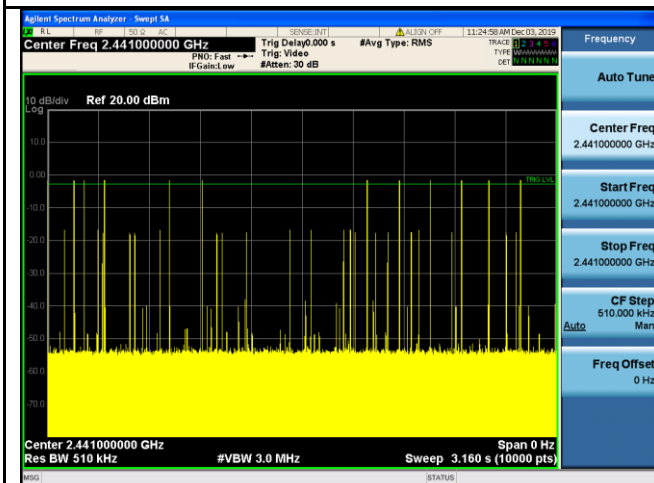 Agilent Spectrum Analyzer - Swept SA
RL RF 50 Ω AC SENSE:INT ALIGN OFF 11:24:58 AM Dec 03, 2019
Center Freq 2.441000000 GHz
PNO: Fast
IFGain:Low
Trig Delay0.000 s
Trig: Video
#Atten: 30 dB
#Avg Type: RMS
TRACE 1 2 3 4 5 6
TYPE
DET N N N N N N
10 dB/div Ref 20.00 dBm
Log
10.0
0.00
TRIG LVL
-10.0
-20.0
-30.0
-40.0
-50.0
-60.0
-70.0
Center 2.441000000 GHz Span 0 Hz
Res BW 510 kHz #VBW 3.0 MHz Sweep 3.160 s (10000 pts)
MSG STATUS
Frequency
Auto Tune
Center Freq
2.441000000 GHz
Start Freq
2.441000000 GHz
Stop Freq
2.441000000 GHz
CF Step
510.000 kHz
Auto Man
Freq Offset
0 Hz